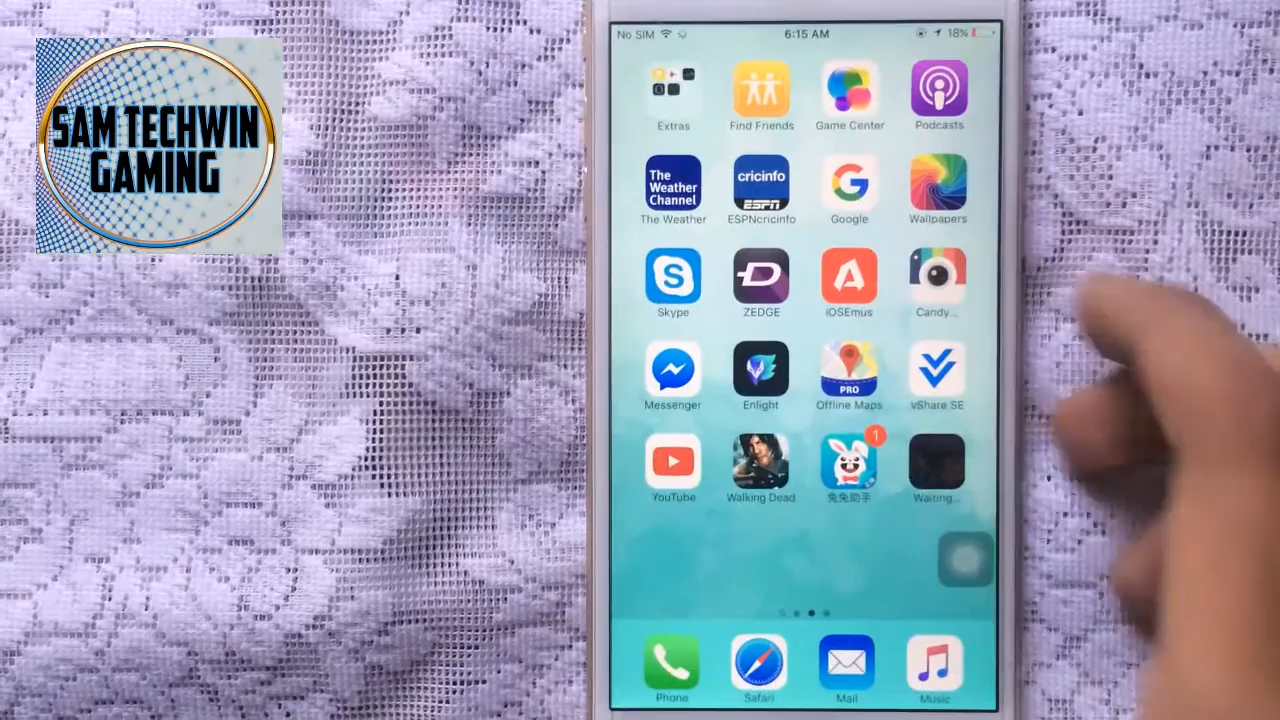 SAM TECHWIN
GAMING
No SIM 6:15 AM 18%
Extras Find Friends Game Center Podcasts
The
Weather
Channel
cricinfo
ESPN
G
The Weather ESPNcricinfo Google Wallpapers
S
Skype ZEDGE iOSEmus Candy...
PRO
Messenger Enlight Offline Maps vShare SE
1
YouTube Walking Dead 兔兔助手 Waiting...
Phone Safari Mail Music